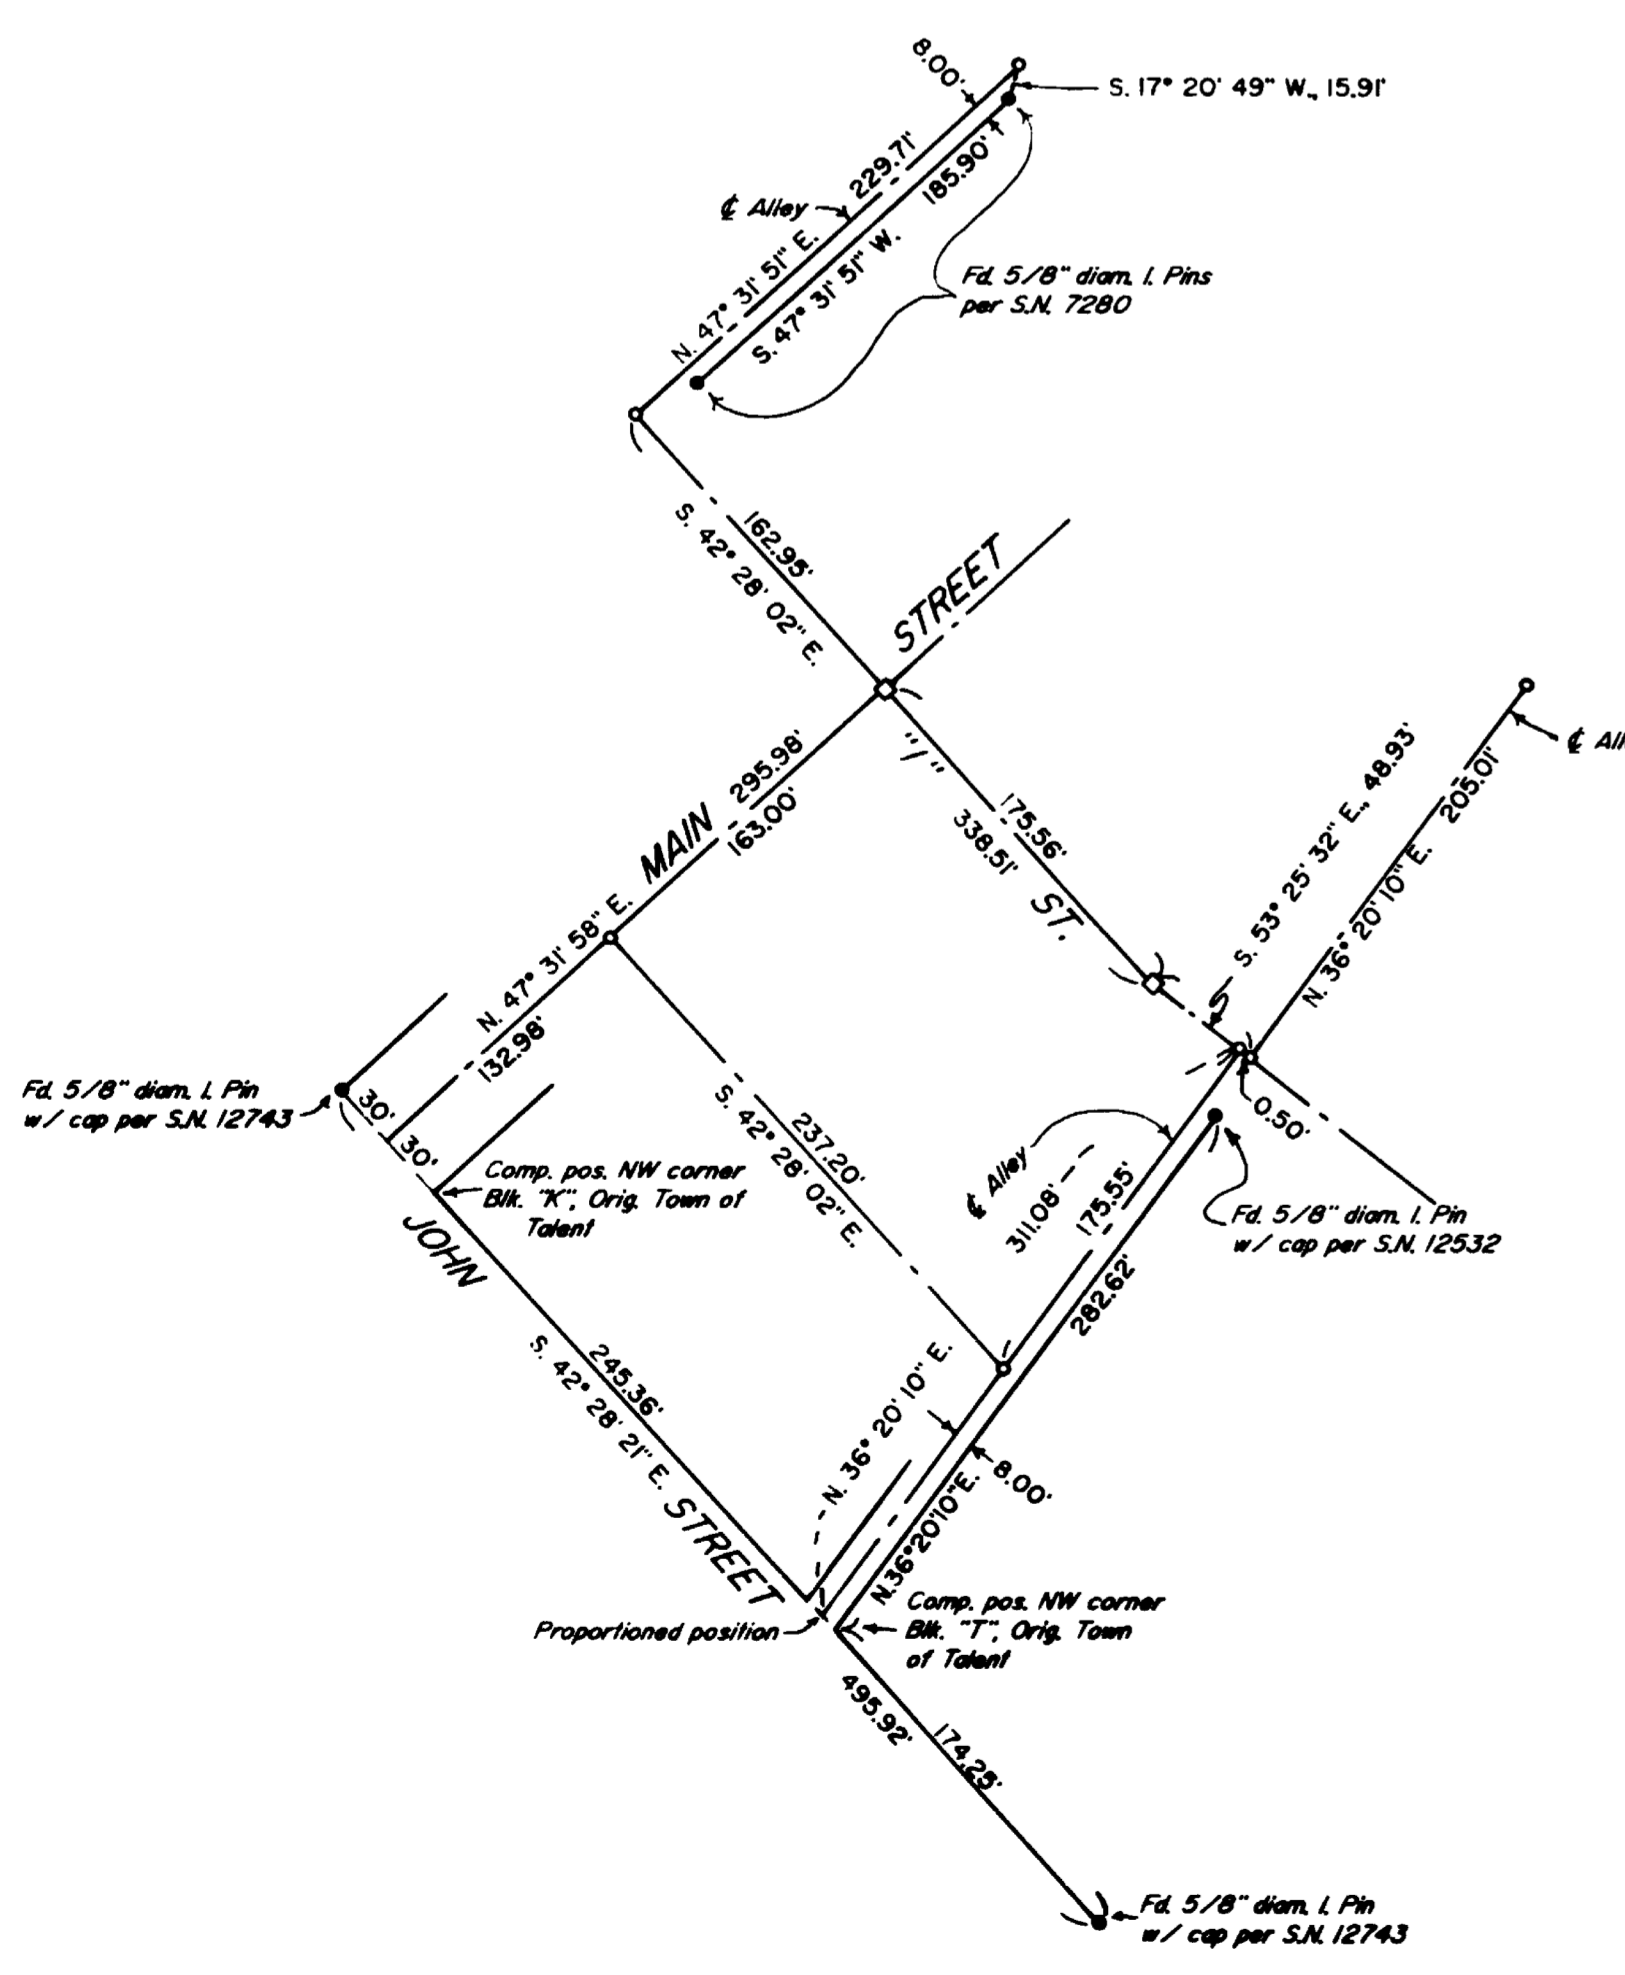 8.00'
S. 17° 20' 49" W., 15.91'
229.71'
185.90'
℄ Alley
N. 47° 31' 51" E.
S. 47° 31' 51" W.
Fd. 5/8" diam. I. Pins
per S.N. 7280
162.95'
S. 42° 28' 02" E.
STREET
"I"
175.56'
338.51'
ST.
295.98'
163.00'
MAIN
N. 47° 31' 58" E.
132.98'
S. 53° 25' 32" E., 48.93'
205.01'
N. 36° 20' 10" E.
℄ All
Fd. 5/8" diam. I. Pin
w/ cap per S.N. 12743
30'
30'
Comp. pos. NW corner
Blk. "K", Orig. Town of
Talent
237.20'
S. 42° 28' 02" E.
0.50'
℄ Alley
311.08'
175.55'
282.62'
Fd. 5/8" diam. I. Pin
w/ cap per S.N. 12532
JOHN
245.36'
S. 42° 28' 21" E.
STREET
N. 36° 20' 10" E.
8.00'
N. 36° 20' 10" E.
Proportioned position
Comp. pos. NW corner
Blk. "T", Orig. Town
of Talent
495.92'
174.25'
Fd. 5/8" diam. I. Pin
w/ cap per S.N. 12743